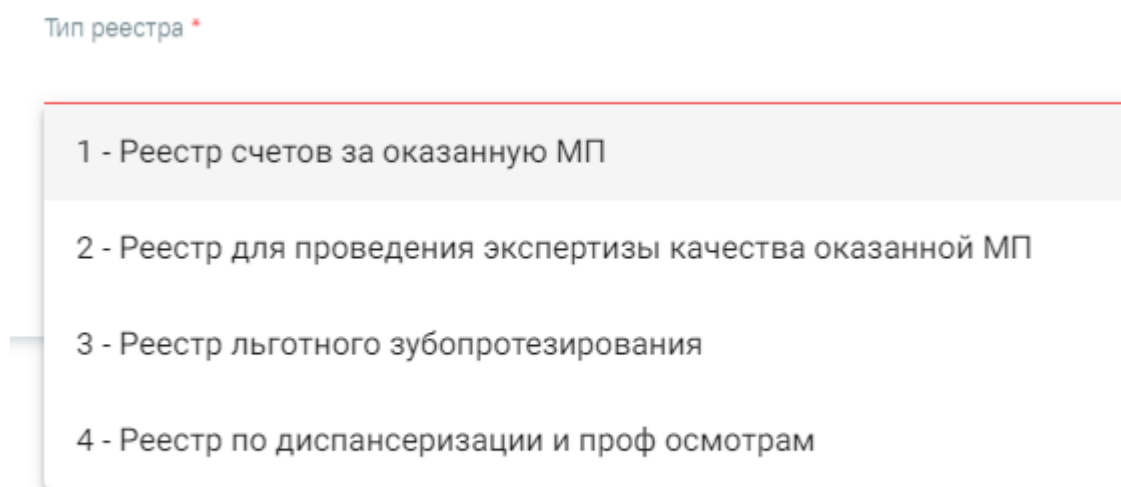 Тип реестра *
1 - Реестр счетов за оказанную МП
2 - Реестр для проведения экспертизы качества оказанной МП
3 - Реестр льготного зубопротезирования
4 - Реестр по диспансеризации и проф осмотрам